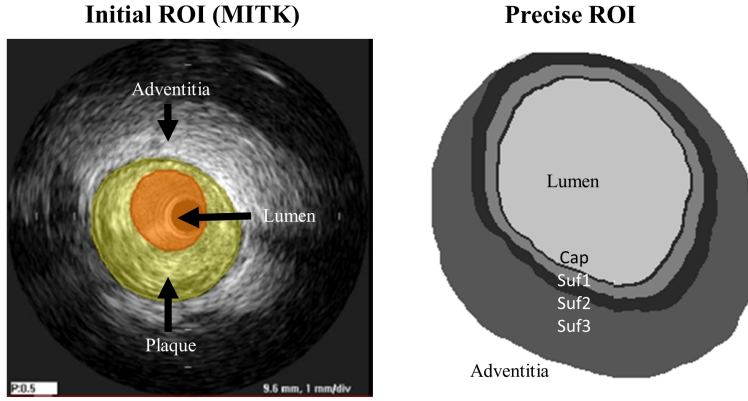 Initial ROI (MITK)
Precise ROI
Adventitia
Lumen
Plaque
P:0.5
9.6 mm, 1 mm/div
Lumen
Cap
Suf1
Suf2
Suf3
Adventitia